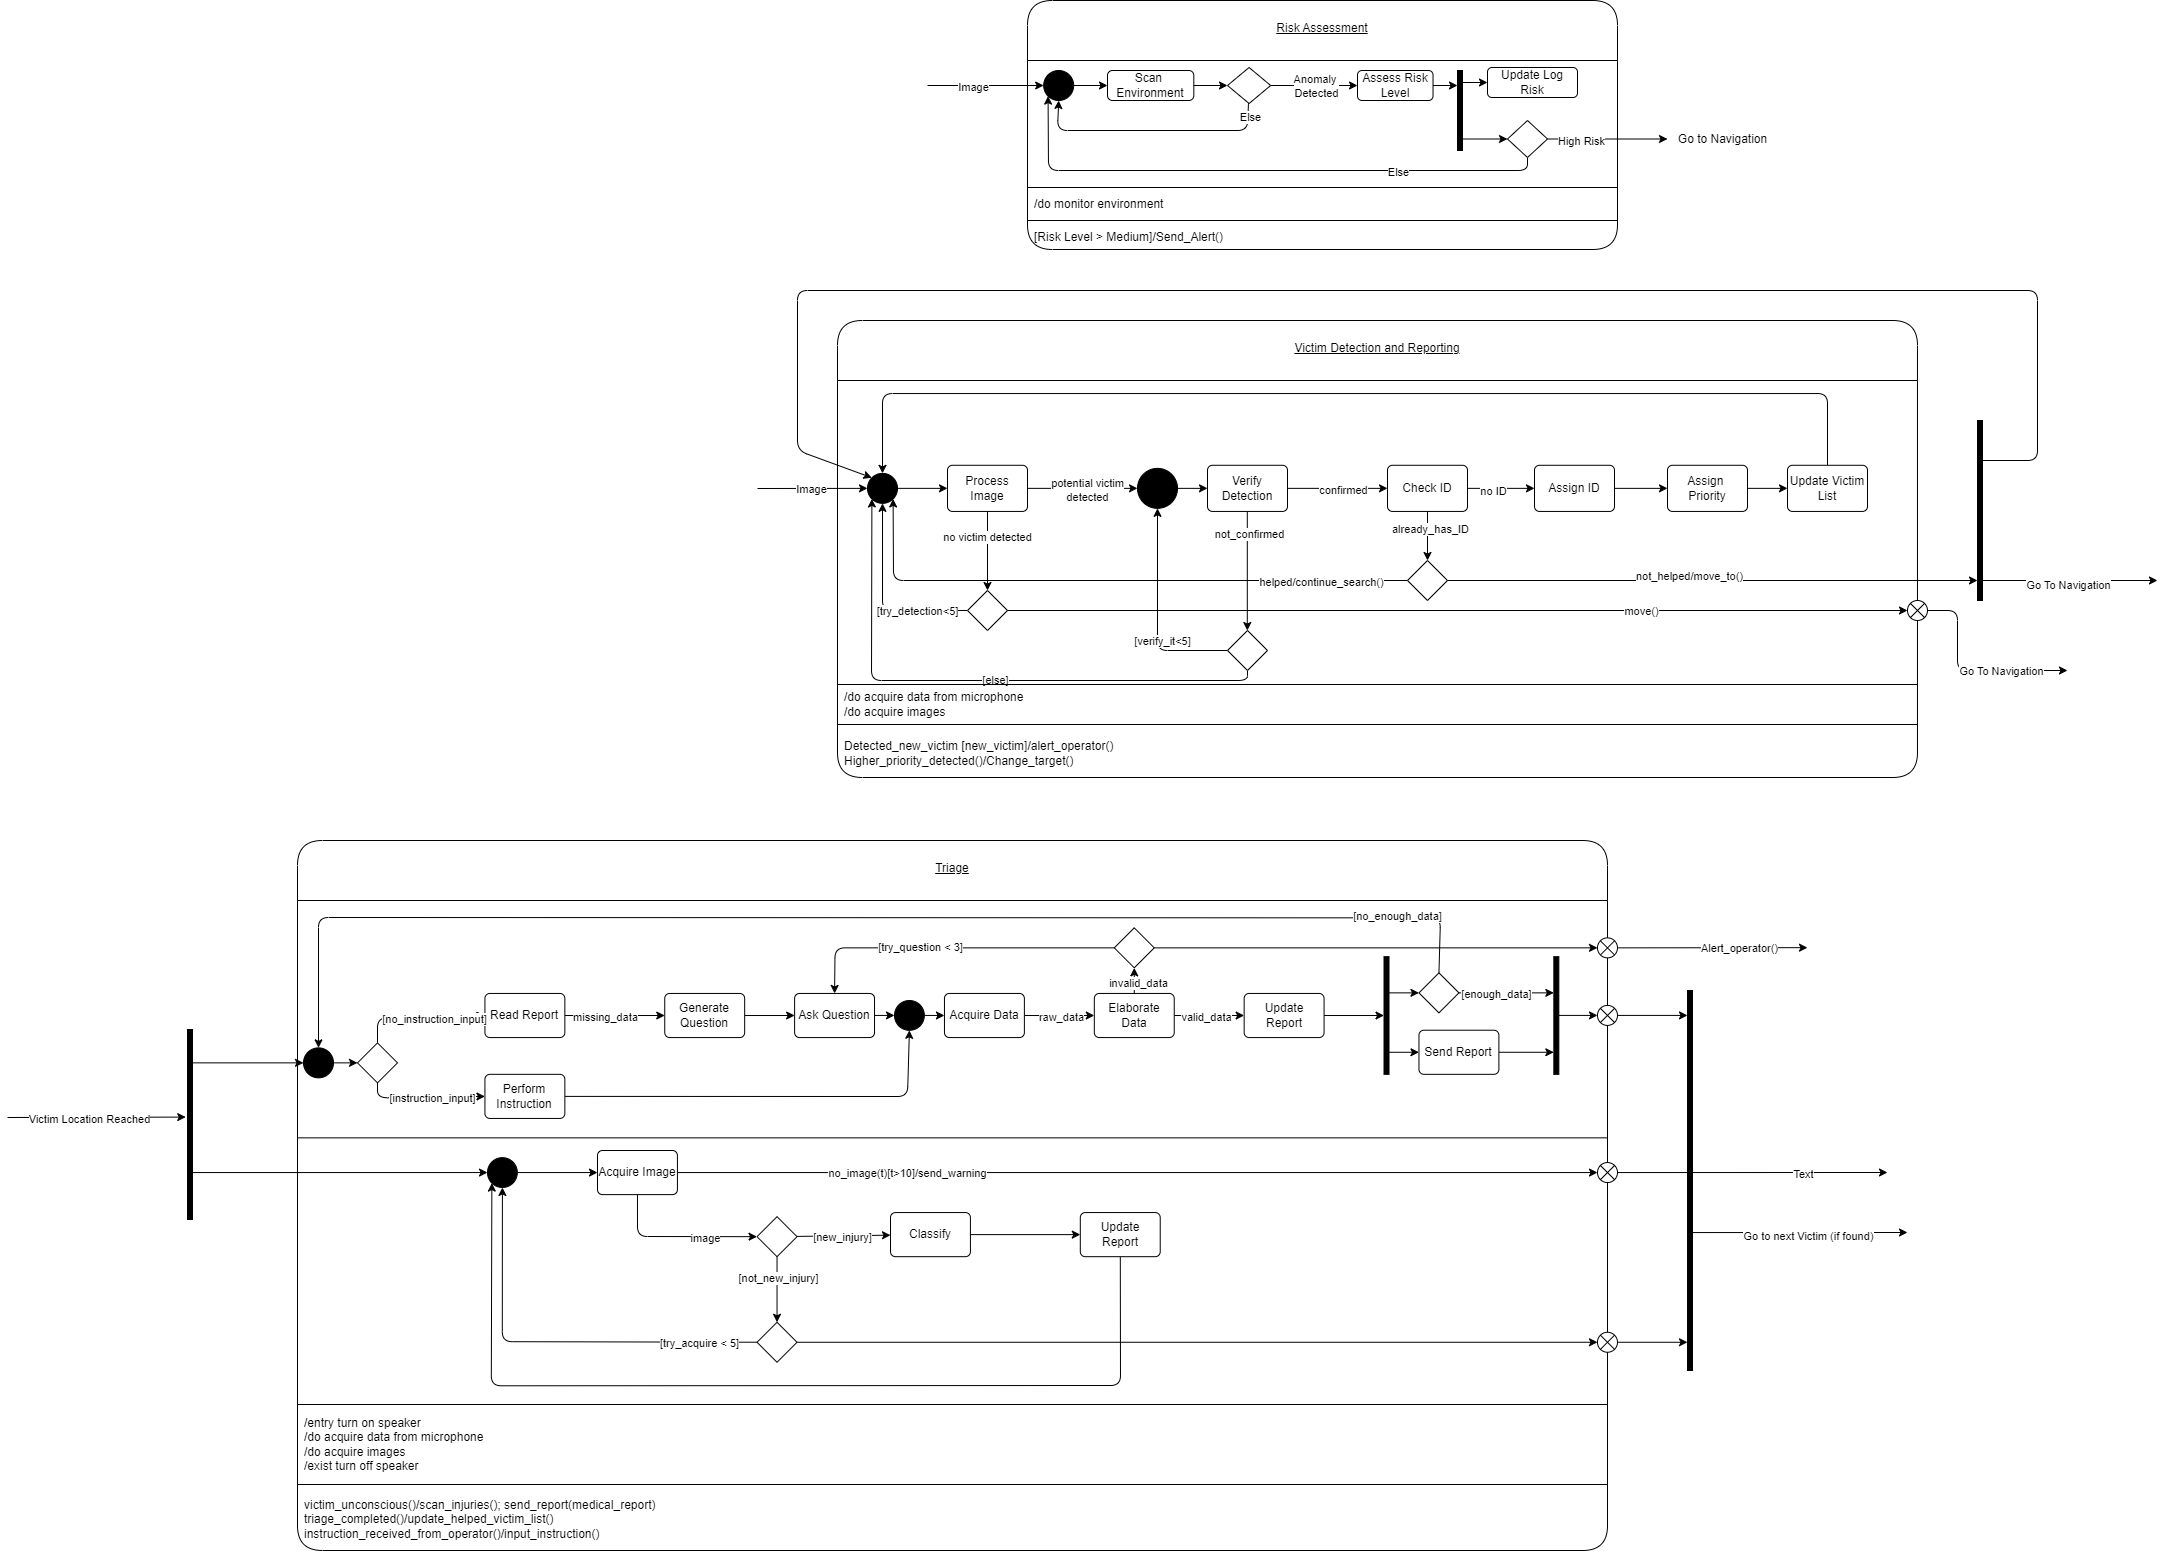 Risk Assessment
Image
Scan
Environment
Anomaly
Detected
Else
Assess Risk
Level
Update Log
Risk
High Risk
Go to Navigation
Else
/do monitor environment
[Risk Level > Medium]/Send_Alert()
Victim Detection and Reporting
Image
Process
Image
potential victim
detected
Verify
Detection
confirmed
Check ID
no ID
Assign ID
Assign
Priority
Update Victim
List
no victim detected
not_confirmed
already_has_ID
helped/continue_search()
not_helped/move_to()
Go To Navigation
[try_detection<5]
move()
[verify_it<5]
Go To Navigation
[else]
/do acquire data from microphone
/do acquire images
Detected_new_victim [new_victim]/alert_operator()
Higher_priority_detected()/Change_target()
Triage
[no_enough_data]
[try_question < 3]
Alert_operator()
invalid_data
[no_instruction_input]
Read Report
missing_data
Generate
Question
Ask Question
Acquire Data
raw_data
Elaborate
Data
valid_data
Update
Report
[enough_data]
Send Report
[instruction_input]
Perform
Instruction
Victim Location Reached
Acquire Image
no_image(t)[t>10]/send_warning
Text
image
[new_injury]
Classify
Update
Report
Go to next Victim (if found)
[not_new_injury]
[try_acquire < 5]
/entry turn on speaker
/do acquire data from microphone
/do acquire images
/exist turn off speaker
victim_unconscious()/scan_injuries(); send_report(medical_report)
triage_completed()/update_helped_victim_list()
instruction_received_from_operator()/input_instruction()